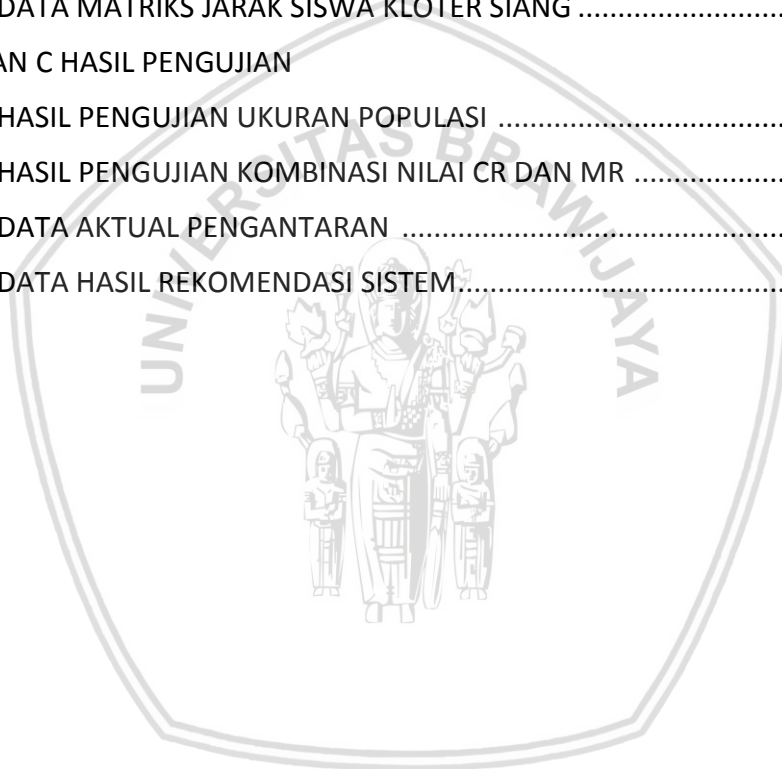 DATA MATRIKS JARAK SISWA KLOTER SIANG ..............................
AN C HASIL PENGUJIAN
HASIL PENGUJIAN UKURAN POPULASI ..........................................
HASIL PENGUJIAN KOMBINASI NILAI CR DAN MR ......................
DATA AKTUAL PENGANTARAN ......................................................
DATA HASIL REKOMENDASI SISTEM.............................................
UNIVERSITAS BRAWIJAYA